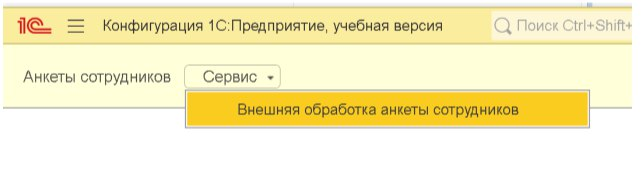 1С Конфигурация 1С:Предприятие, учебная версия Поиск Ctrl+Shift+
Анкеты сотрудников Сервис
Внешняя обработка анкеты сотрудников